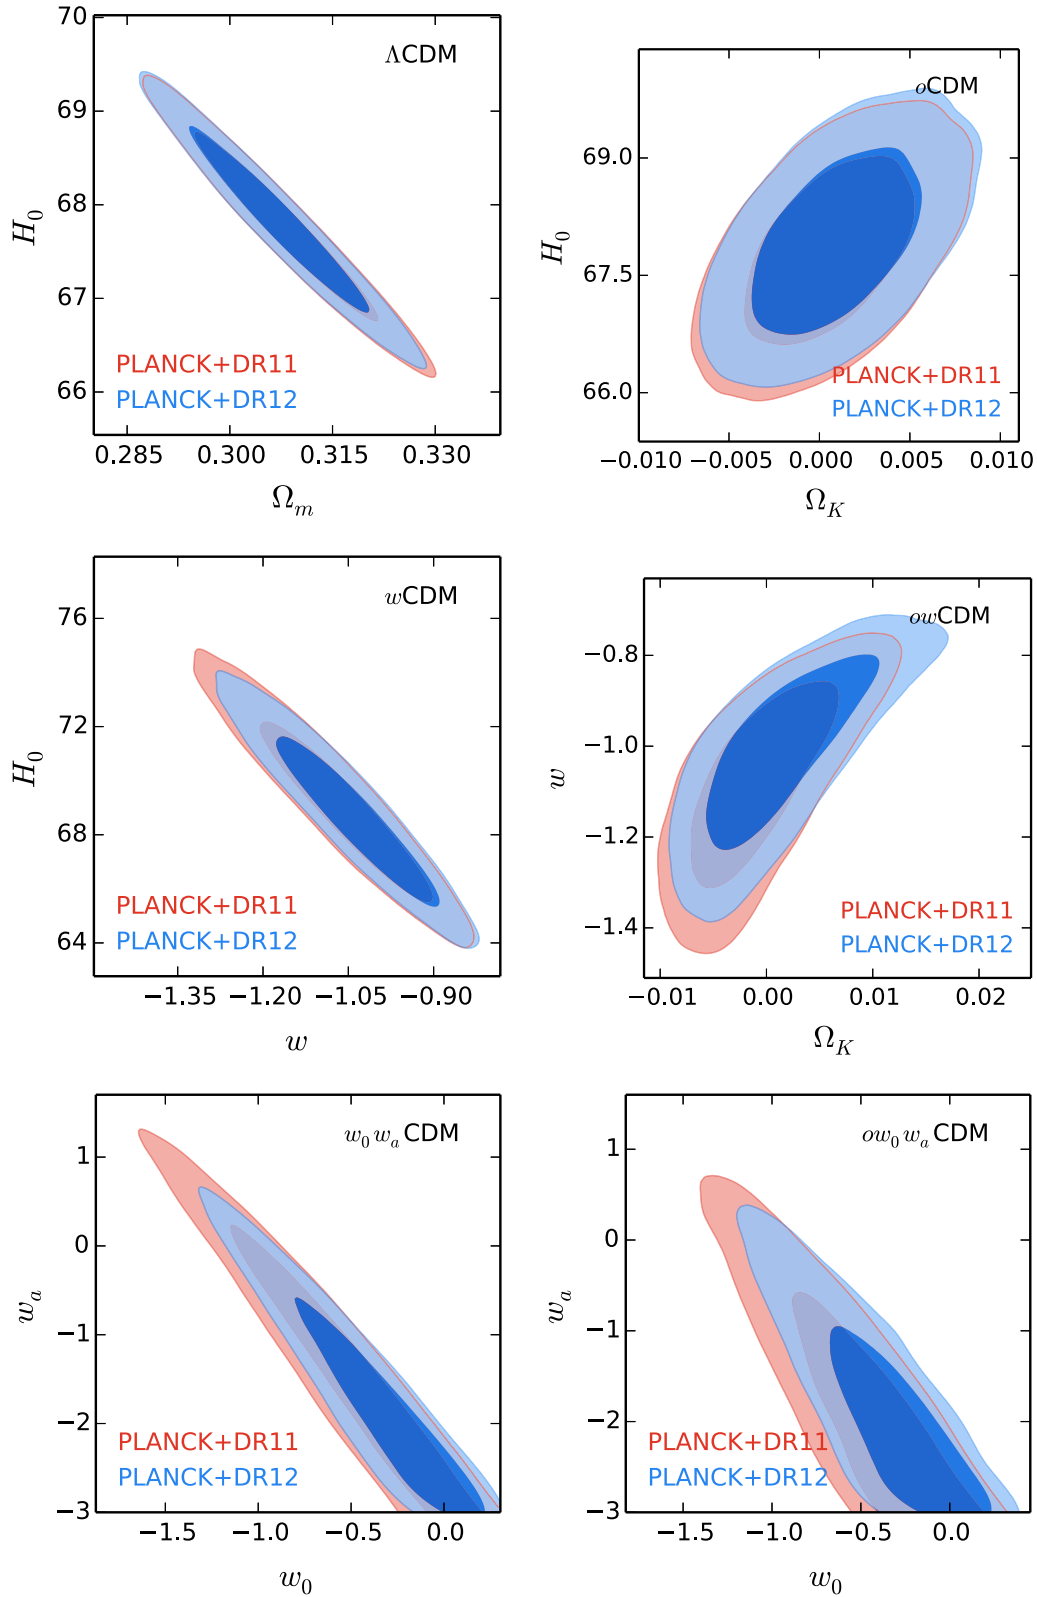 70
69
68
67
66
H₀
ΛCDM
PLANCK+DR11
PLANCK+DR12
0.285 0.300 0.315 0.330
Ωₘ
69.0
67.5
66.0
H₀
oCDM
PLANCK+DR11
PLANCK+DR12
−0.010 −0.005 0.000 0.005 0.010
Ω_K
76
72
68
64
H₀
wCDM
PLANCK+DR11
PLANCK+DR12
−1.35 −1.20 −1.05 −0.90
w
−0.8
−1.0
−1.2
−1.4
w
owCDM
PLANCK+DR11
PLANCK+DR12
−0.01 0.00 0.01 0.02
Ω_K
1
0
−1
−2
−3
wₐ
w₀wₐCDM
PLANCK+DR11
PLANCK+DR12
−1.5 −1.0 −0.5 0.0
w₀
1
0
−1
−2
−3
wₐ
ow₀wₐCDM
PLANCK+DR11
PLANCK+DR12
−1.5 −1.0 −0.5 0.0
w₀